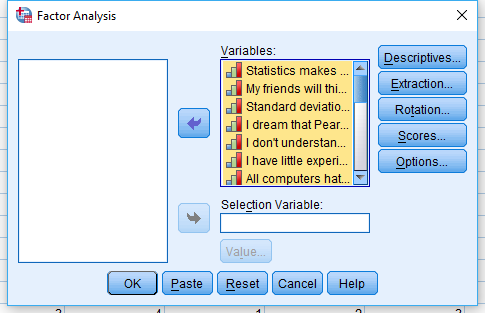 Factor Analysis
Variables:
Statistics makes ...
My friends will thi...
Standard deviatio...
I dream that Pear...
I don't understan...
I have little experi...
All computers hat...
Descriptives...
Extraction...
Rotation...
Scores...
Options...
Selection Variable:
Value...
OK Paste Reset Cancel Help